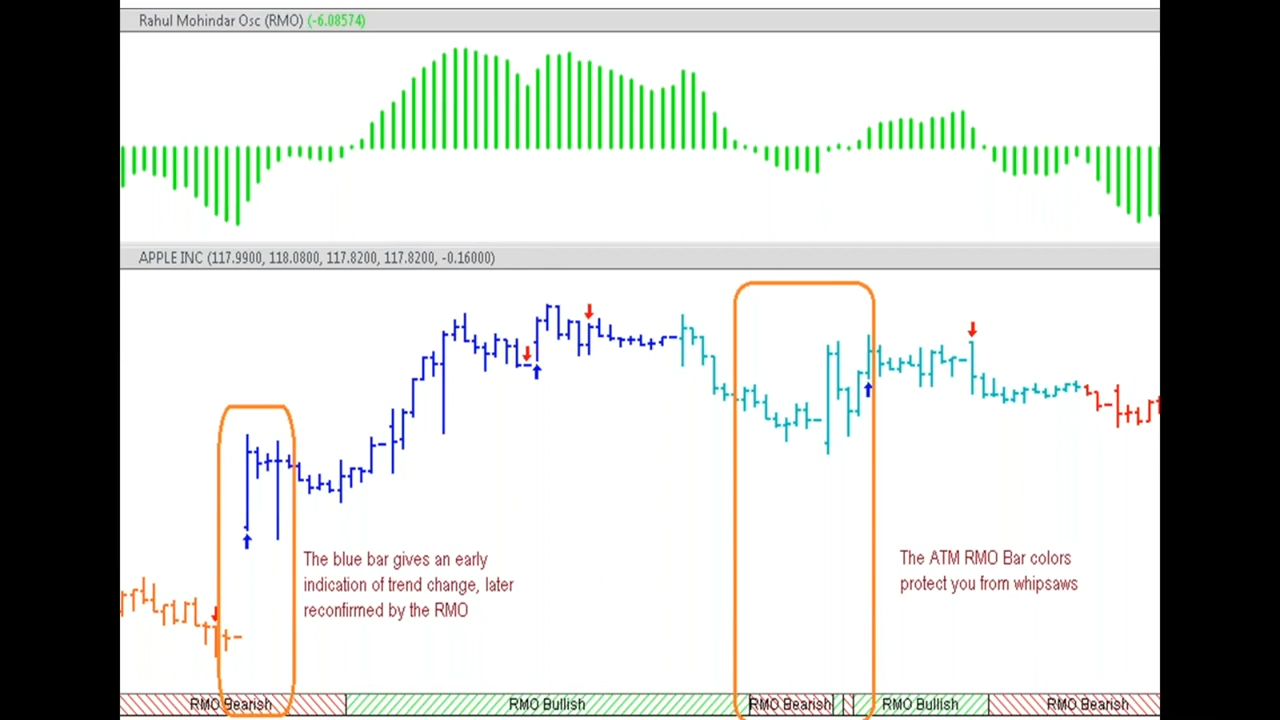 Rahul Mohindar Osc (RMO) (-6.08574)
APPLE INC (117.9900, 118.0800, 117.8200, 117.8200, -0.16000)
The blue bar gives an early
indication of trend change, later
reconfirmed by the RMO
The ATM RMO Bar colors
protect you from whipsaws
RMO Bearish
RMO Bullish
RMO Bearish
RMO Bullish
RMO Bearish